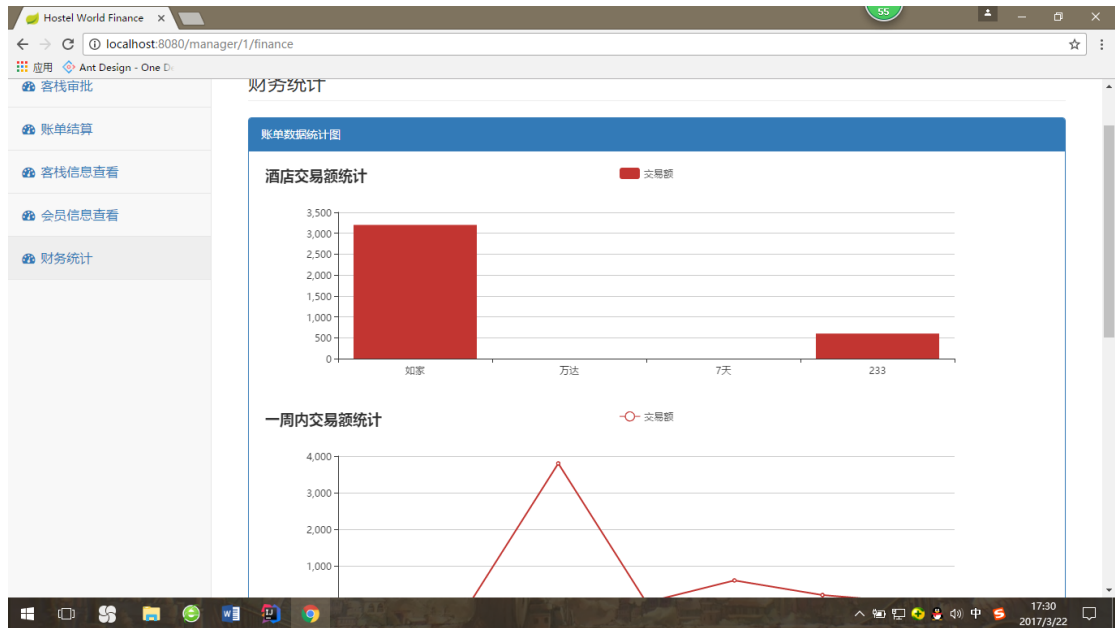 Hostel World Finance
55
localhost:8080/manager/1/finance
应用 Ant Design - One D
客栈审批
账单结算
客栈信息查看
会员信息查看
财务统计
财务统计
账单数据统计图
酒店交易额统计
交易额
3,500
3,000
2,500
2,000
1,500
1,000
500
0
如家 万达 7天 233
一周内交易额统计
交易额
4,000
3,000
2,000
1,000
中
17:30
2017/3/22